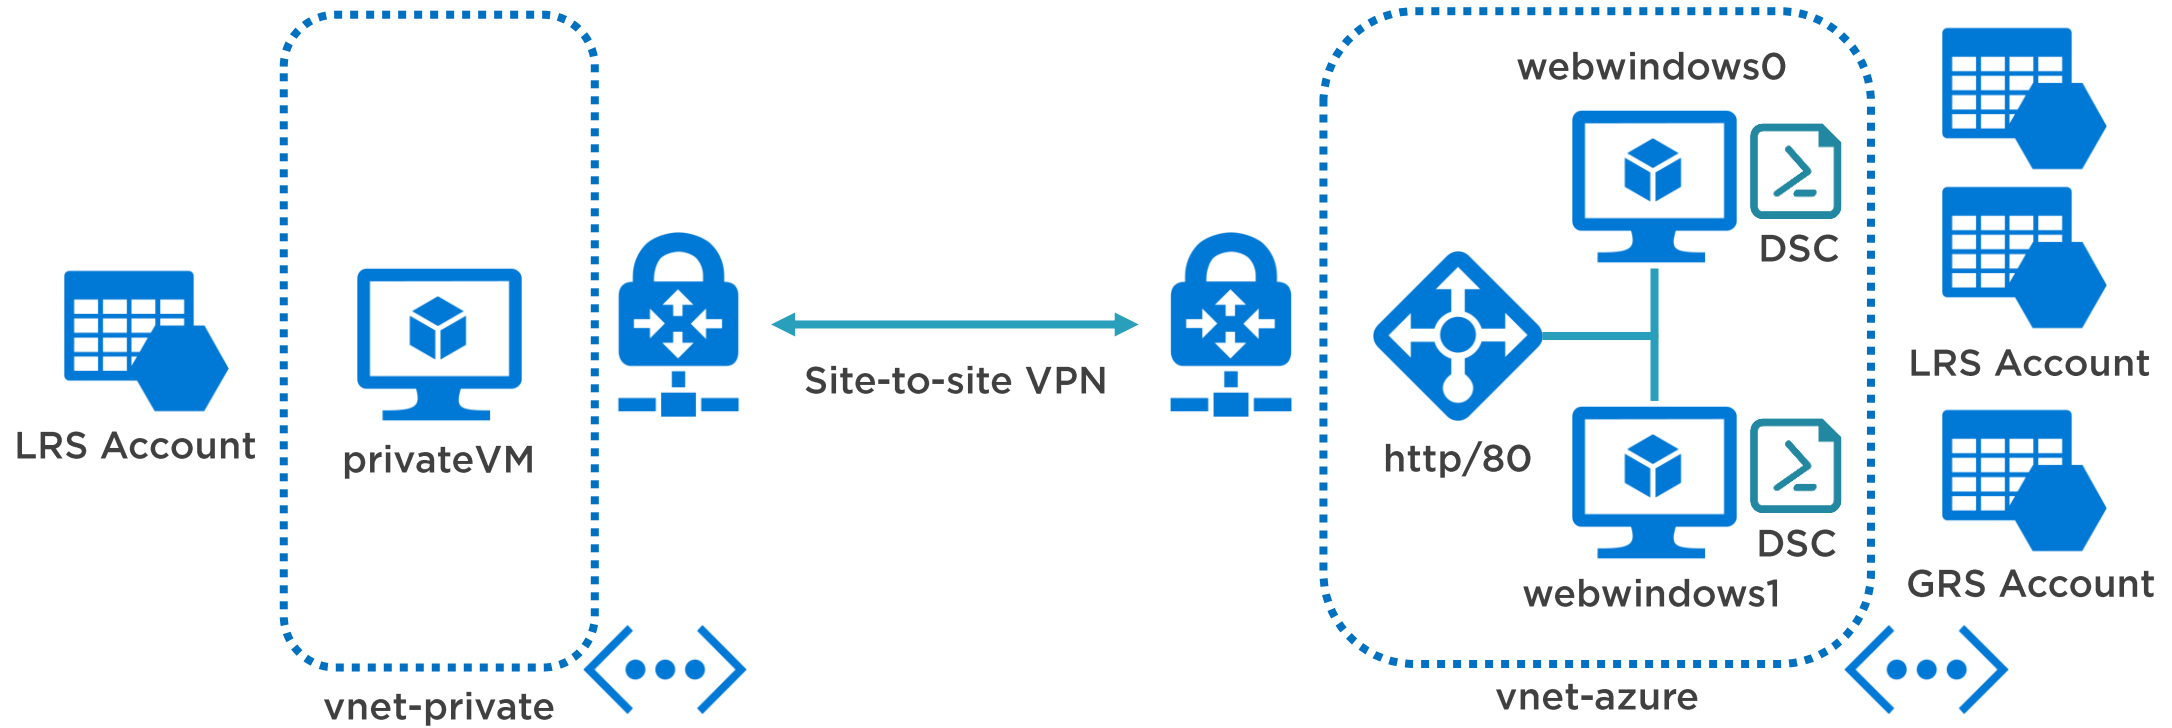 LRS Account
privateVM
vnet-private
Site-to-site VPN
http/80
webwindows0
DSC
DSC
webwindows1
vnet-azure
LRS Account
GRS Account